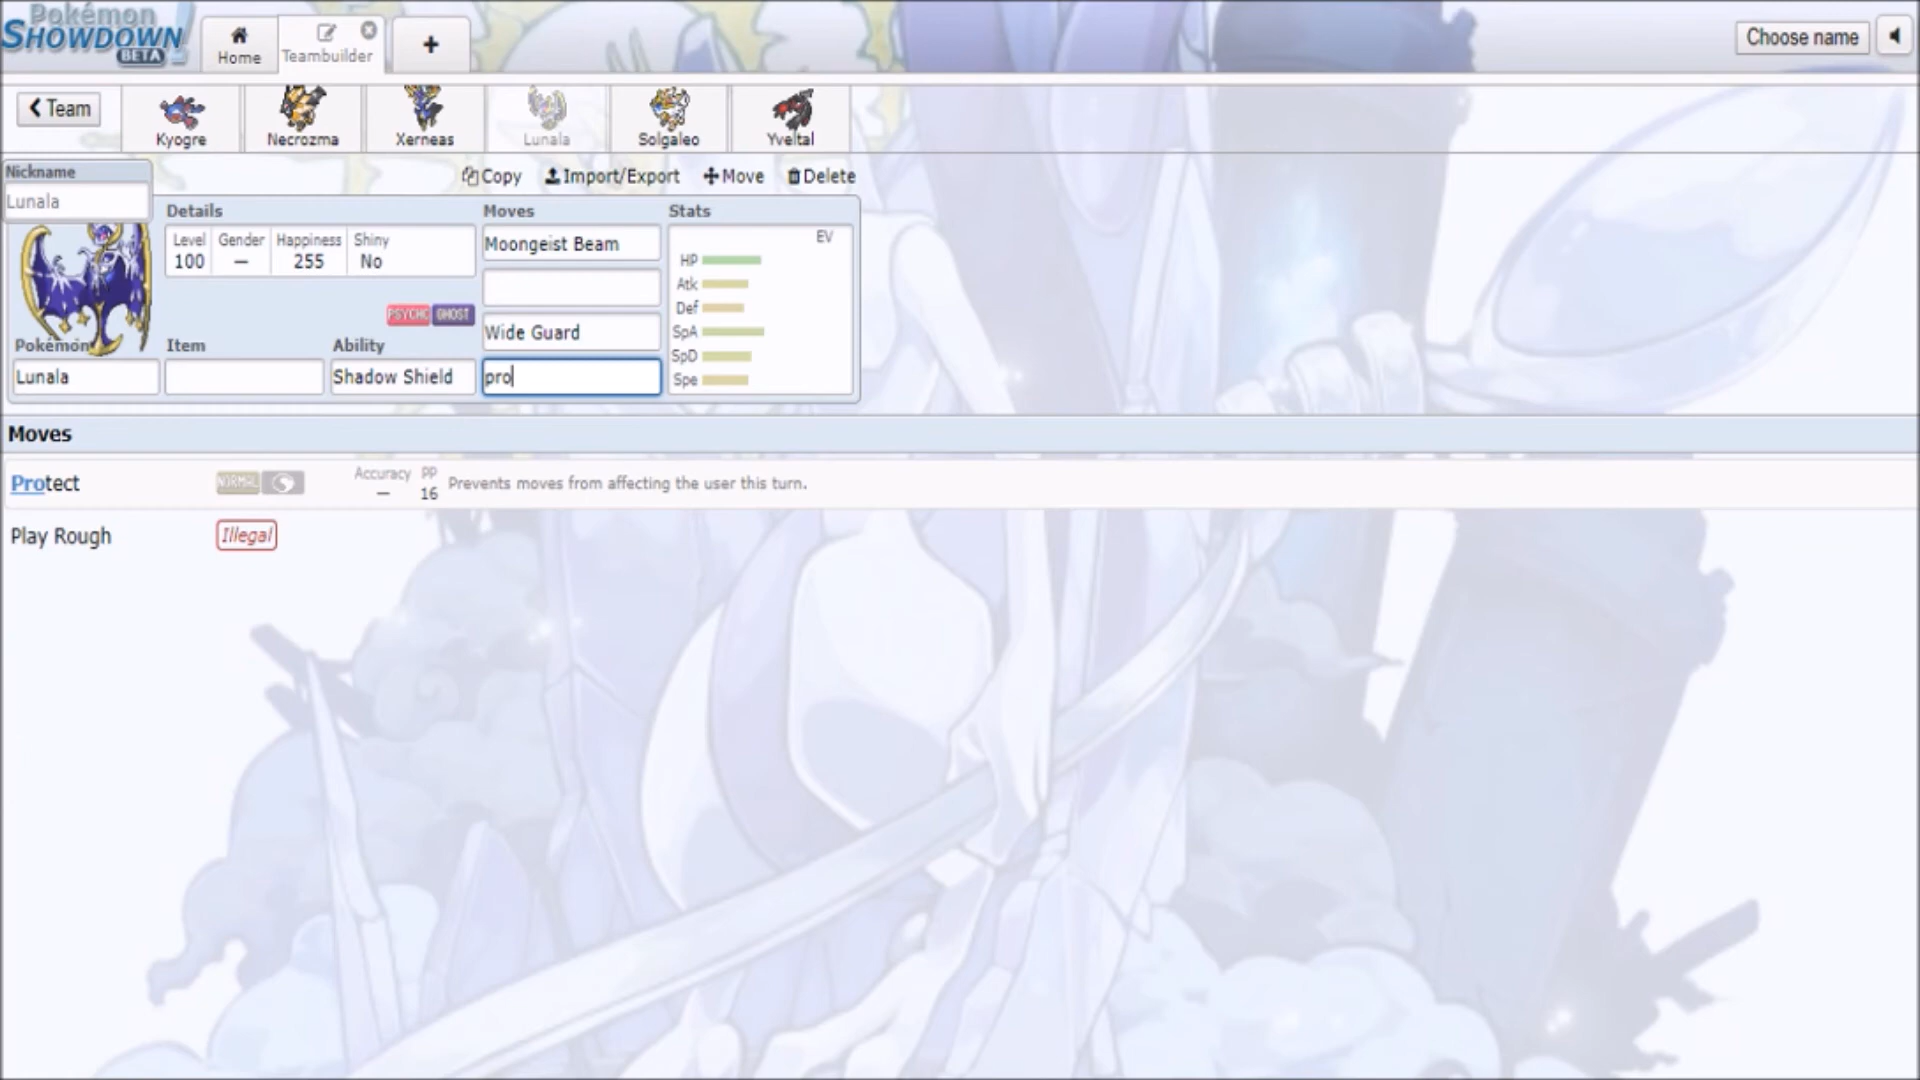 Pokémon
SHOWDOWN
BETA
Home
Teambuilder
+
Choose name
Team
Kyogre
Necrozma
Xerneas
Lunala
Solgaleo
Yveltal
Nickname
Lunala
Copy
Import/Export
Move
Delete
Details
Moves
Stats
Level Gender Happiness Shiny
100 — 255 No
Moongeist Beam
EV
HP
Atk
Def
SpA
SpD
Spe
PSYCHC GHOST
Wide Guard
Pokémon
Item
Ability
Lunala
Shadow Shield
pro
Moves
Protect NORMAL Accuracy — PP 16 Prevents moves from affecting the user this turn.
Play Rough Illegal